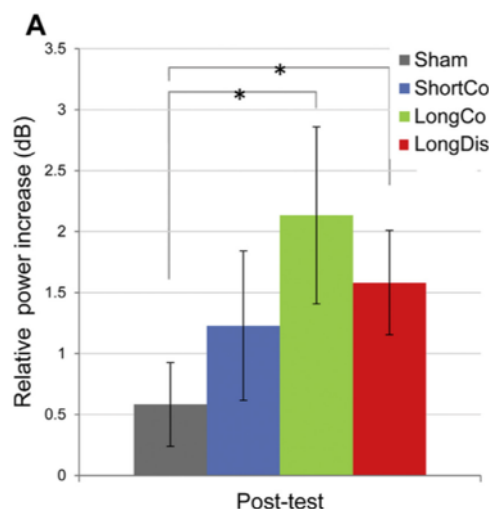 A
Relative power increase (dB)
3.5
3
2.5
2
1.5
1
0.5
0
Sham
ShortCo
LongCo
LongDis
*
*
Post-test